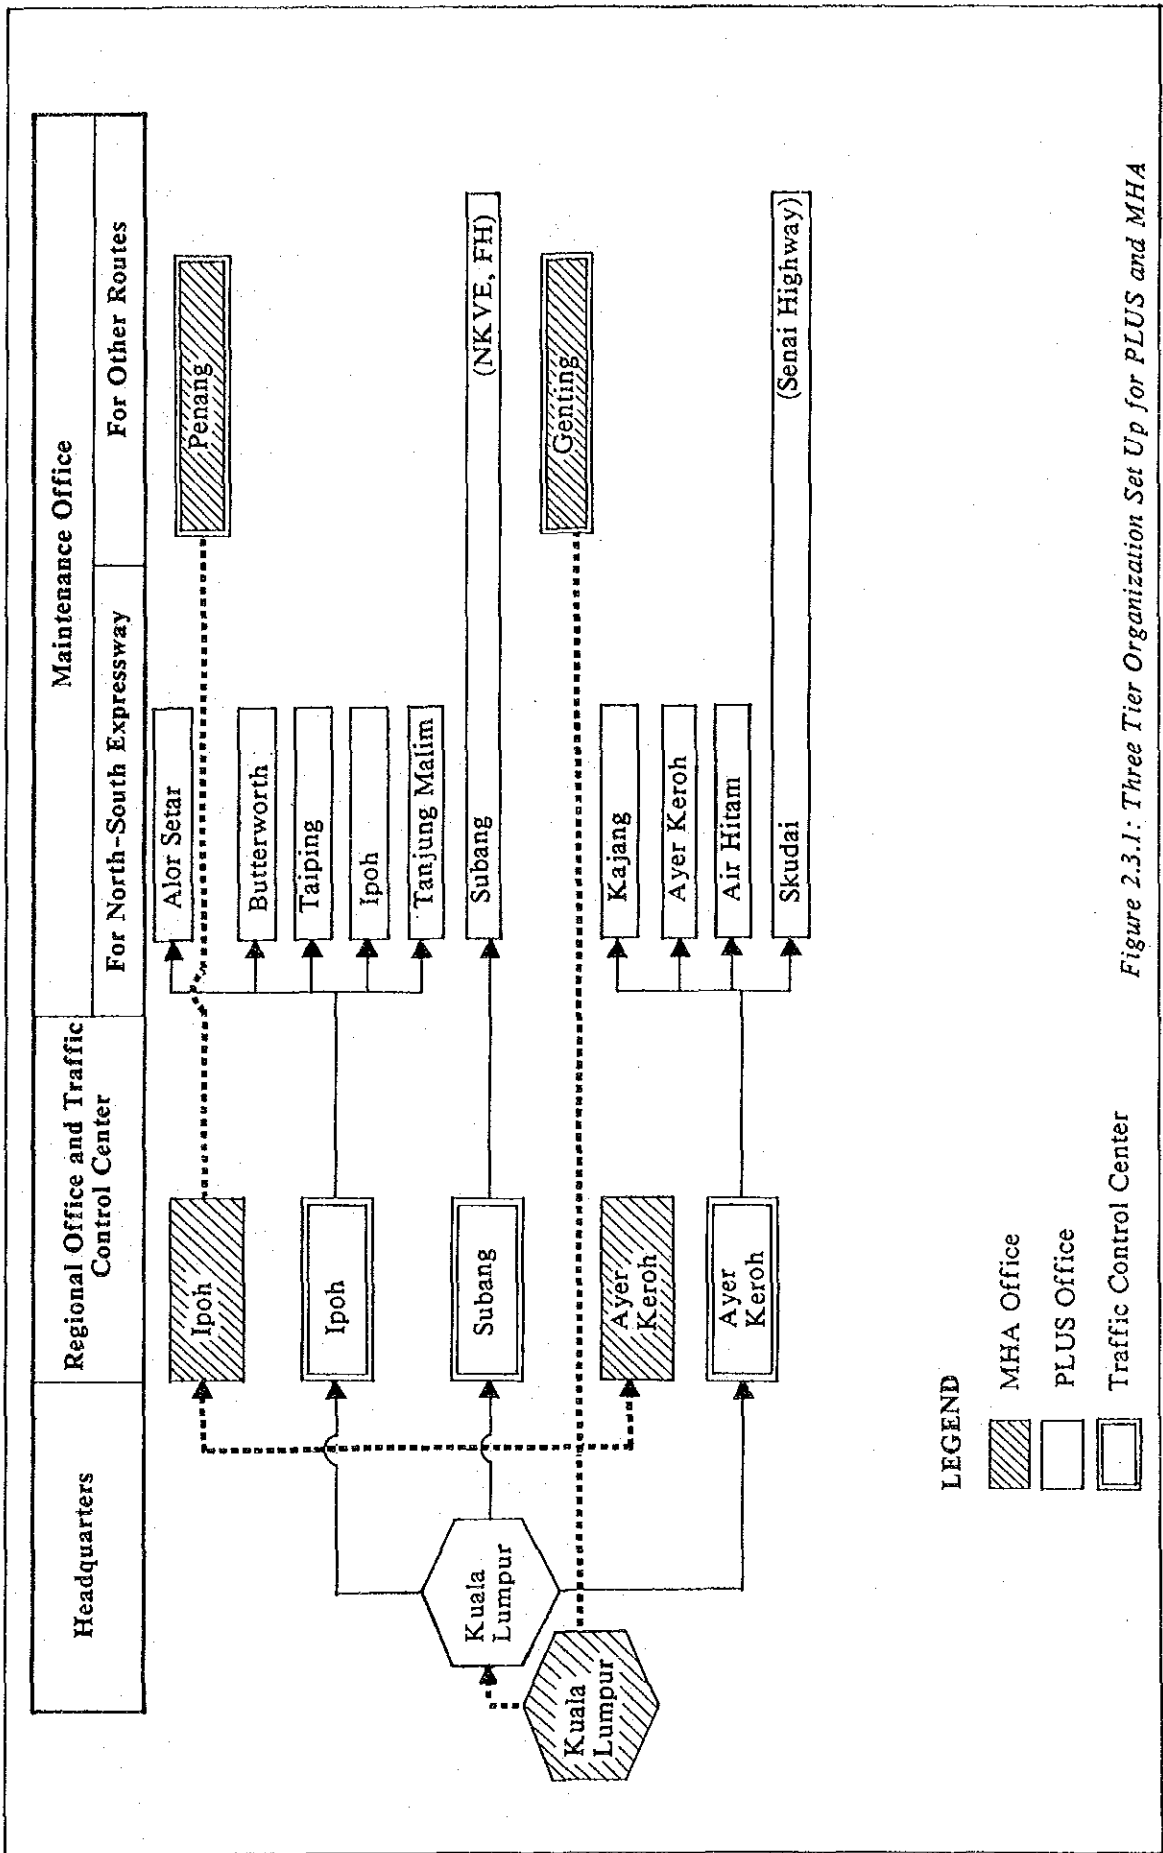 Headquarters
Regional Office and Traffic
Control Center
Maintenance Office
For North-South Expressway
For Other Routes
Ipoh
Alor Setar
Penang
Butterworth
Ipoh
Taiping
Ipoh
Tanjung Malim
Kuala
Lumpur
Subang
Subang
(NKVE, FH)
Kuala
Lumpur
Genting
Ayer
Keroh
Kajang
Ayer Keroh
Ayer
Keroh
Air Hitam
Skudai
(Senai Highway)
LEGEND
MHA Office
PLUS Office
Traffic Control Center
Figure 2.3.1: Three Tier Organization Set Up for PLUS and MHA